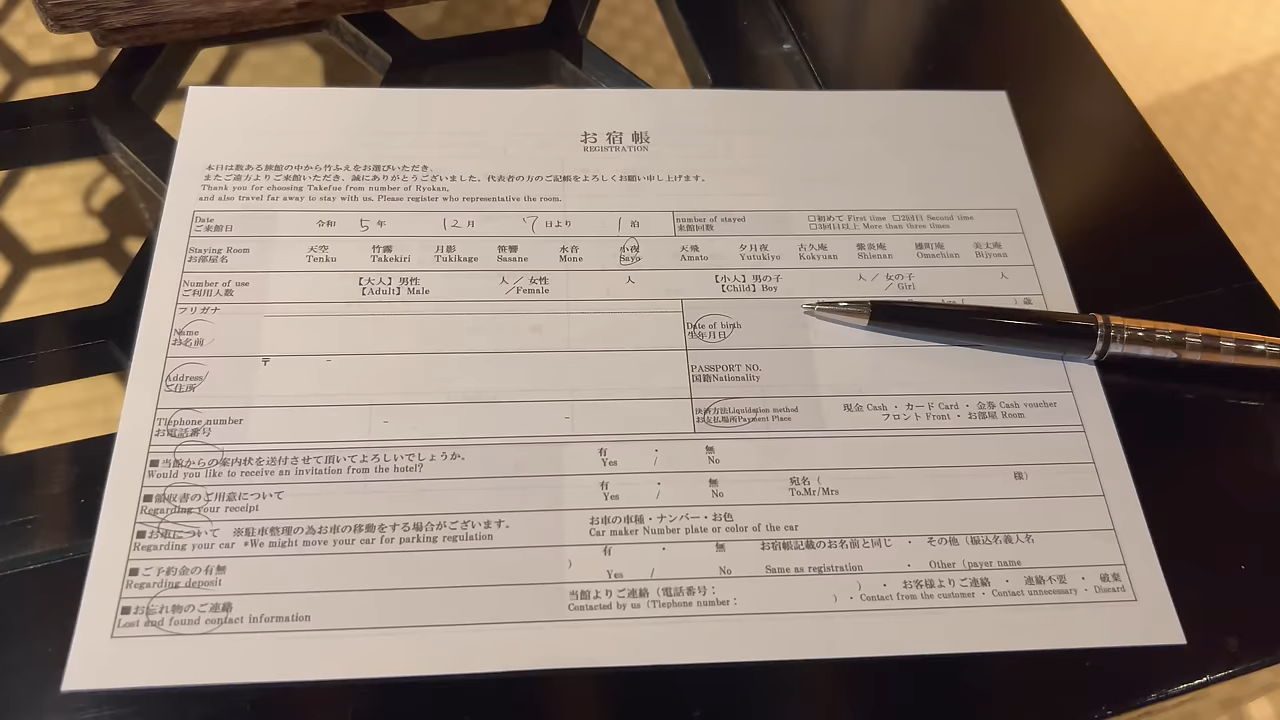 お宿帳
REGISTRATION
本日は数ある旅館の中から竹ふえをお選びいただき、
またご遠方よりご来館いただき、誠にありがとうございました。代表者の方のご記帳をよろしくお願い申し上げます。
Thank you for choosing Takefue from number of Ryokan,
and also travel far away to stay with us. Please register who representive the room.
Date
ご来館日
令和 5 年 12 月 7 日より 1 泊
number of stayed
来館回数
□初めて First time □2回目 Second time
□3回目以上 More than three times
Staying Room
お部屋名
天空 竹霧 月影 笹響 水音 小夜 天飛 夕月夜 古久庵 紫炎庵 雄町庵 美丈庵
Tenku Takekiri Tukikage Sasane Mone Sayo Amato Yutukiyo Kokyuan Shienan Omachian Bijyoan
Number of use
ご利用人数
【大人】男性 人 / 女性 人 【小人】男の子 人 / 女の子 人
【Adult】Male /Female 【Child】Boy / Girl
フリガナ
Age ( ) 歳
Name
お名前
Date of birth
生年月日
Address/
ご住所
〒 -
PASSPORT NO.
国籍Nationality
Tlephone number
お電話番号
- -
決済方法Liquidation method
お支払場所Payment Place
現金 Cash ・ カード Card ・ 金券 Cash voucher
フロント Front ・ お部屋 Room
■当館からの案内状を送付させて頂いてよろしいでしょうか。
Would you like to receive an invitation from the hotel?
有 ・ 無
Yes / No
■領収書のご用意について
Regarding your receipt
有 ・ 無
Yes / No
宛名 ( 様)
To.Mr/Mrs
■お車について ※駐車整理の為お車の移動をする場合がございます。
Regarding your car *We might move your car for parking regulation
お車の車種・ナンバー・お色
Car maker Number plate or color of the car
■ご予約金の有無
Regarding deposit
有 ・ 無 お宿帳記載のお名前と同じ ・ その他 (振込名義人名
)
Yes / No Same as registration ・ Other (payer name
■お忘れ物のご連絡
Lost and found contact information
当館よりご連絡 (電話番号: ) ・ お客様よりご連絡 ・ 連絡不要 ・ 破棄
Contacted by us (Tlephone number: ) ・ Contact from the customer ・ Contact unnecessary ・ Discard